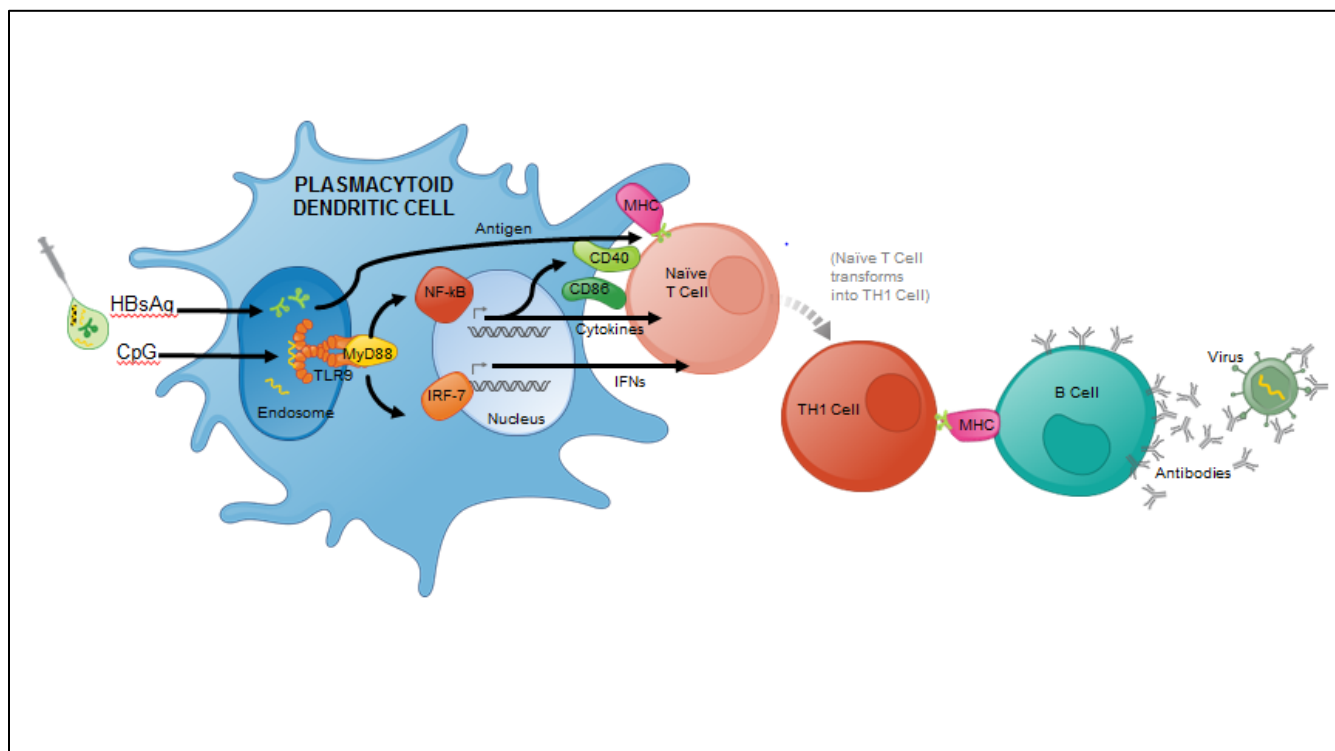 PLASMACYTOID
DENDRITIC CELL
MHC
Antigen
CD40
Naïve
T Cell
(Naïve T Cell
transforms
into TH1 Cell)
HBsAg
NF-kB
CD86
CpG
Cytokines
MyD88
TLR9
IFNs
IRF-7
Endosome
Nucleus
Virus
B Cell
TH1 Cell
MHC
Antibodies